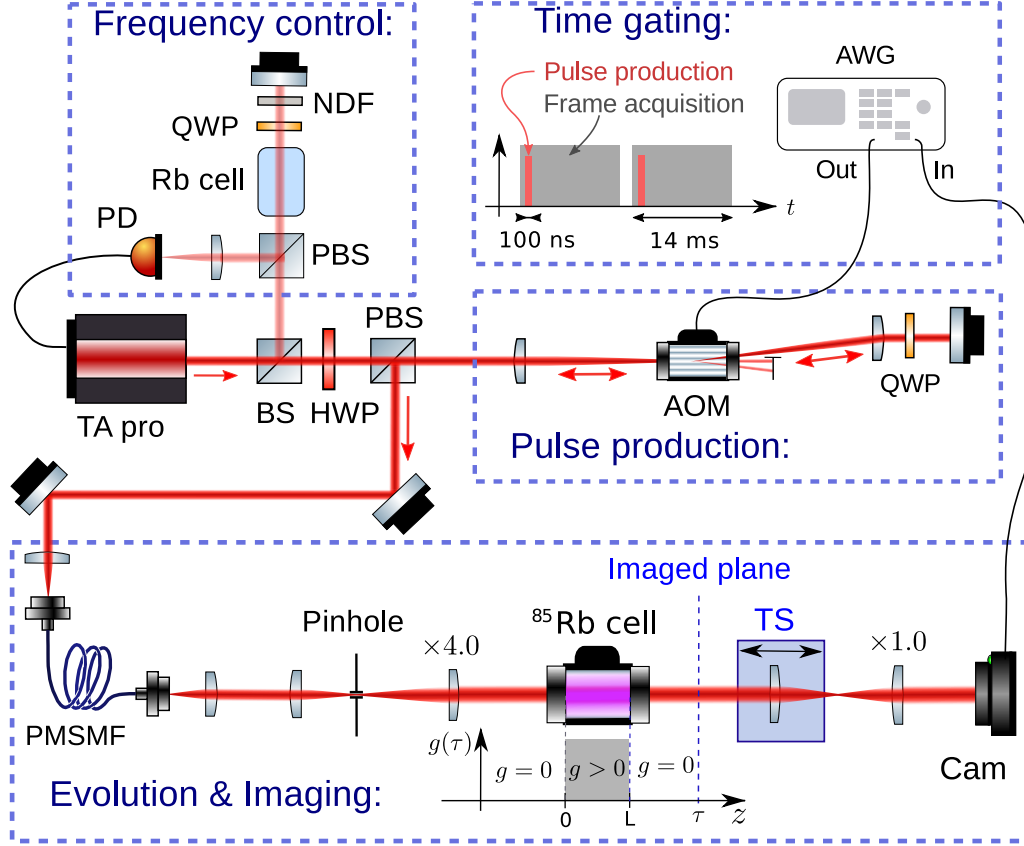 Frequency control:
NDF
QWP
Rb cell
PD
PBS
Time gating:
Pulse production
Frame acquisition
AWG
Out
In
t
100 ns
14 ms
PBS
TA pro
BS
HWP
AOM
QWP
Pulse production:
Imaged plane
Pinhole
×4.0
⁸⁵Rb cell
TS
×1.0
PMSMF
g(τ)
g = 0
g > 0
g = 0
Cam
0
L
τ
z
Evolution & Imaging: